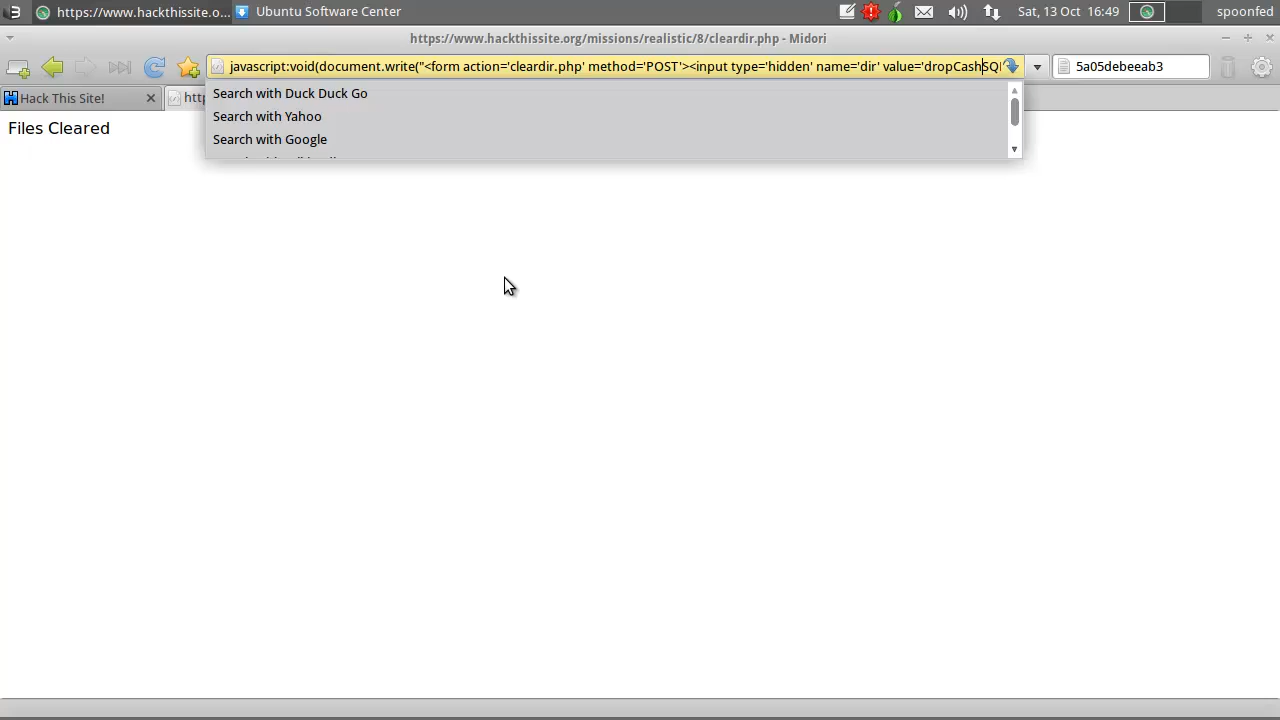 https://www.hackthissite.o... Ubuntu Software Center Sat, 13 Oct 16:49 spoonfed
https://www.hackthissite.org/missions/realistic/8/cleardir.php - Midori
javascript:void(document.write("<form action='cleardir.php' method='POST'><input type='hidden' name='dir' value='dropCashSQL 5a05debeeab3
Hack This Site! http
Search with Duck Duck Go
Search with Yahoo
Search with Google
Files Cleared